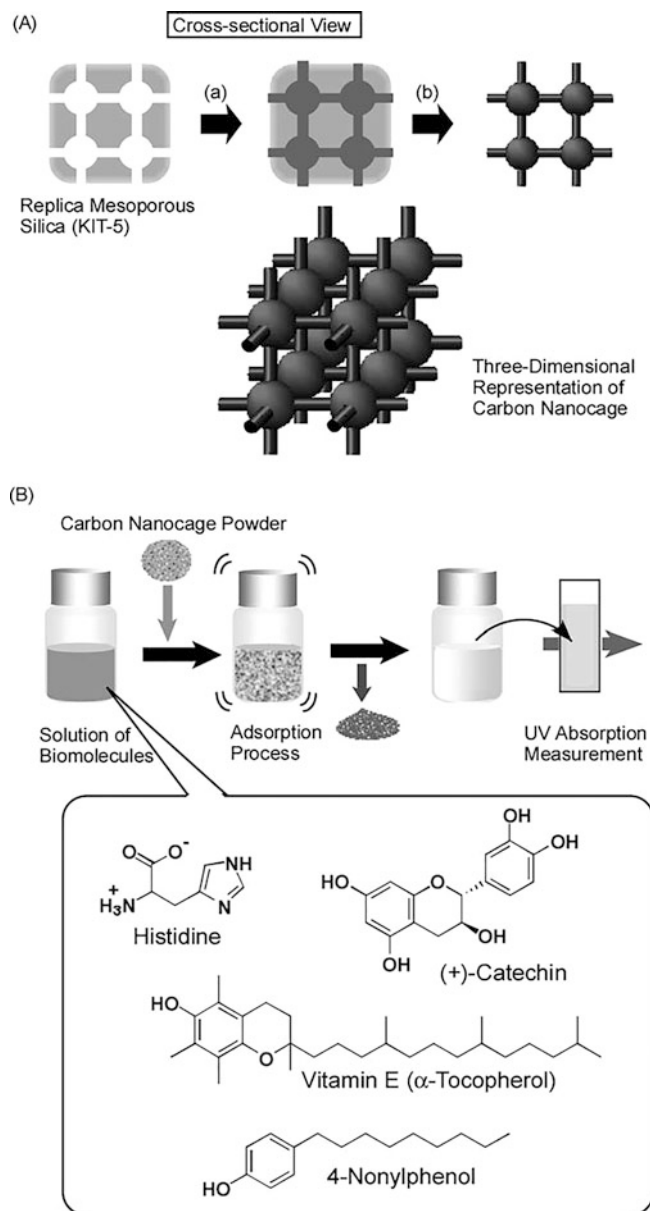 (A)
Cross-sectional View
(a)
(b)
Replica Mesoporous
Silica (KIT-5)
Three-Dimensional
Representation of
Carbon Nanocage
(B)
Carbon Nanocage Powder
Solution of
Biomolecules
Adsorption
Process
UV Absorption
Measurement
O
O-
NH
+
H3N
N
Histidine
OH
OH
HO
O
OH
OH
(+)-Catechin
HO
O
Vitamin E (α-Tocopherol)
HO
4-Nonylphenol